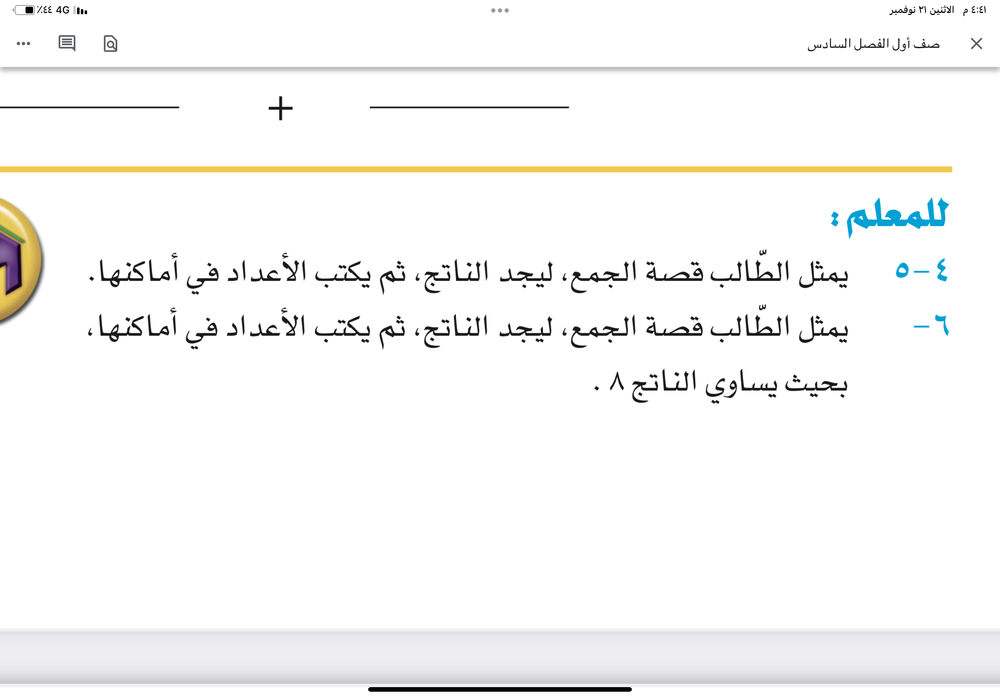 ٤:٤١ م الاثنين ٢١ نوفمبر
4G ٤٤٪
صف أول الفصل السادس
+
للمعلم :
٤-٥ يمثل الطّالب قصة الجمع، ليجد الناتج، ثم يكتب الأعداد في أماكنها.
٦- يمثل الطّالب قصة الجمع، ليجد الناتج، ثم يكتب الأعداد في أماكنها،
بحيث يساوي الناتج ٨ .